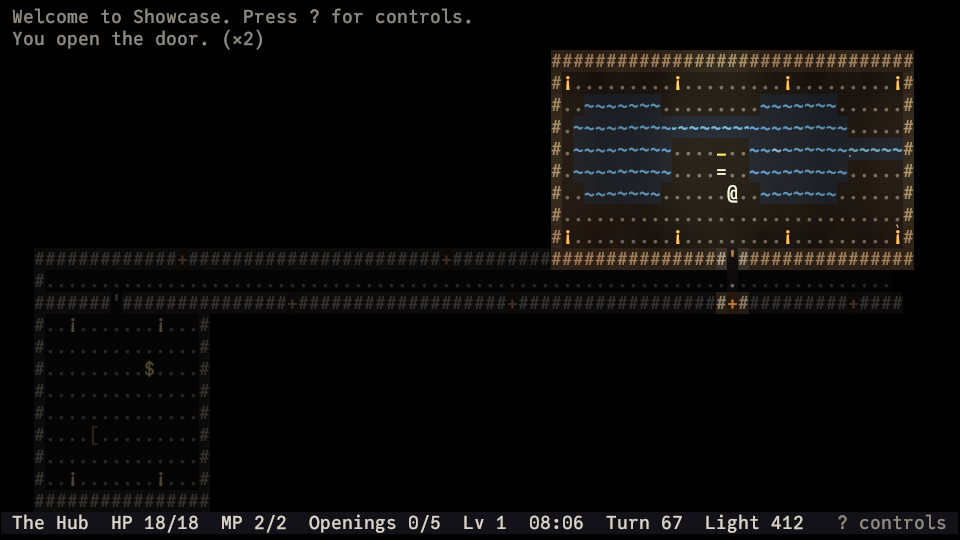 Welcome to Showcase. Press ? for controls.
You open the door. (×2)
The Hub HP 18/18 MP 2/2 Openings 0/5 Lv 1 08:06 Turn 67 Light 412 ? controls